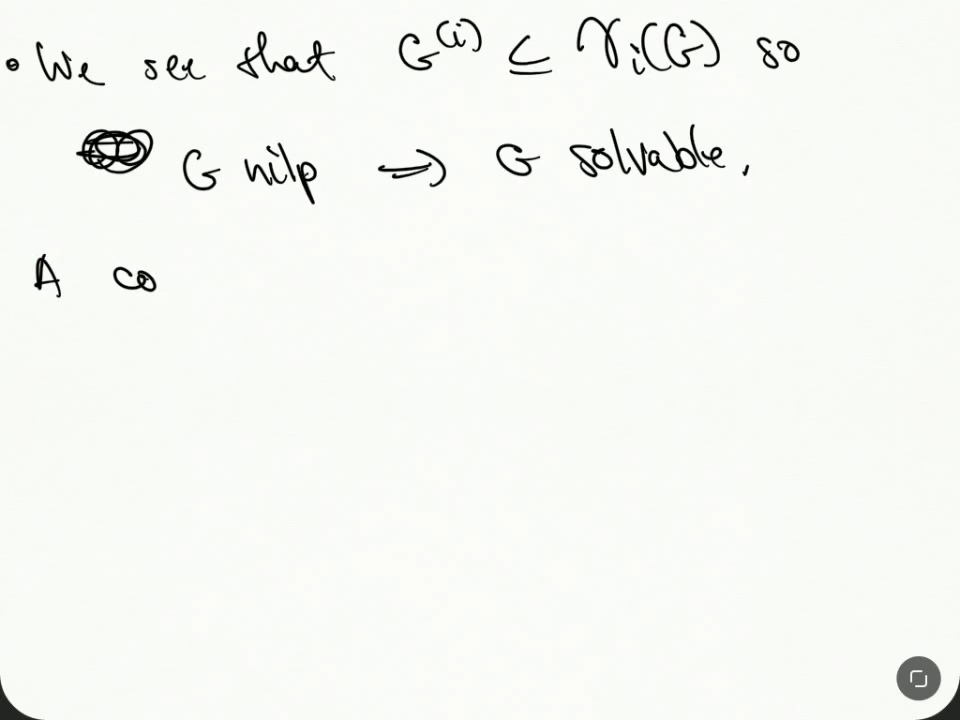 • We see that G^(i) ⊆ γ_i(G) so
G nilp ⇒ G solvable.
A co